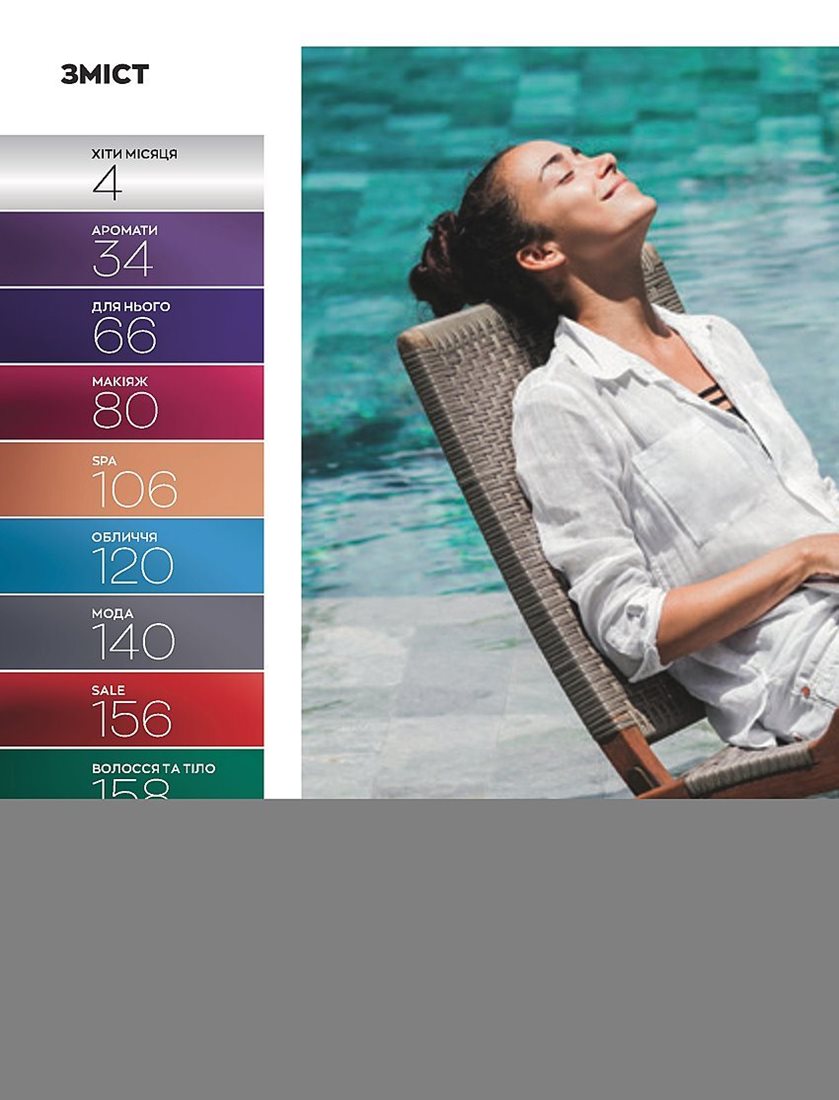 ЗМІСТ
ХІТИ МІСЯЦЯ
4
АРОМАТИ
34
ДЛЯ НЬОГО
66
МАКІЯЖ
80
SPA
106
ОБЛИЧЧЯ
120
МОДА
140
SALE
156
ВОЛОССЯ ТА ТІЛО
158